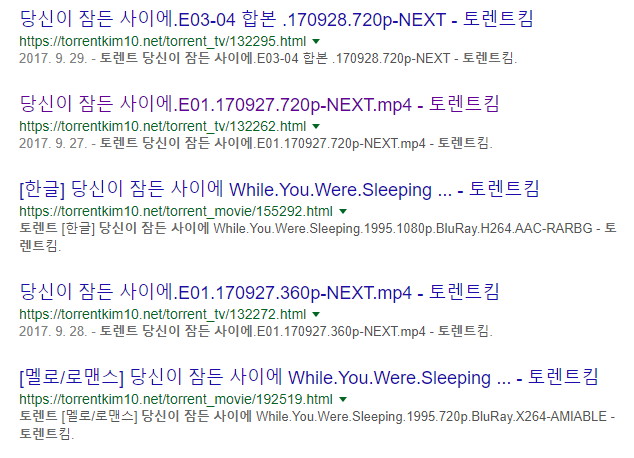 당신이 잠든 사이에.E03-04 합본 .170928.720p-NEXT - 토렌트킴
https://torrentkim10.net/torrent_tv/132295.html
2017. 9. 29. - 토렌트 당신이 잠든 사이에.E03-04 합본 .170928.720p-NEXT - 토렌트킴.
당신이 잠든 사이에.E01.170927.720p-NEXT.mp4 - 토렌트킴
https://torrentkim10.net/torrent_tv/132262.html
2017. 9. 27. - 토렌트 당신이 잠든 사이에.E01.170927.720p-NEXT.mp4 - 토렌트킴.
[한글] 당신이 잠든 사이에 While.You.Were.Sleeping ... - 토렌트킴
https://torrentkim10.net/torrent_movie/155292.html
토렌트 [한글] 당신이 잠든 사이에 While.You.Were.Sleeping.1995.1080p.BluRay.H264.AAC-RARBG - 토
렌트킴.
당신이 잠든 사이에.E01.170927.360p-NEXT.mp4 - 토렌트킴
https://torrentkim10.net/torrent_tv/132272.html
2017. 9. 28. - 토렌트 당신이 잠든 사이에.E01.170927.360p-NEXT.mp4 - 토렌트킴.
[멜로/로맨스] 당신이 잠든 사이에 While.You.Were.Sleeping ... - 토렌트킴
https://torrentkim10.net/torrent_movie/192519.html
토렌트 [멜로/로맨스] 당신이 잠든 사이에 While.You.Were.Sleeping.1995.720p.BluRay.X264-AMIABLE -
토렌트킴.